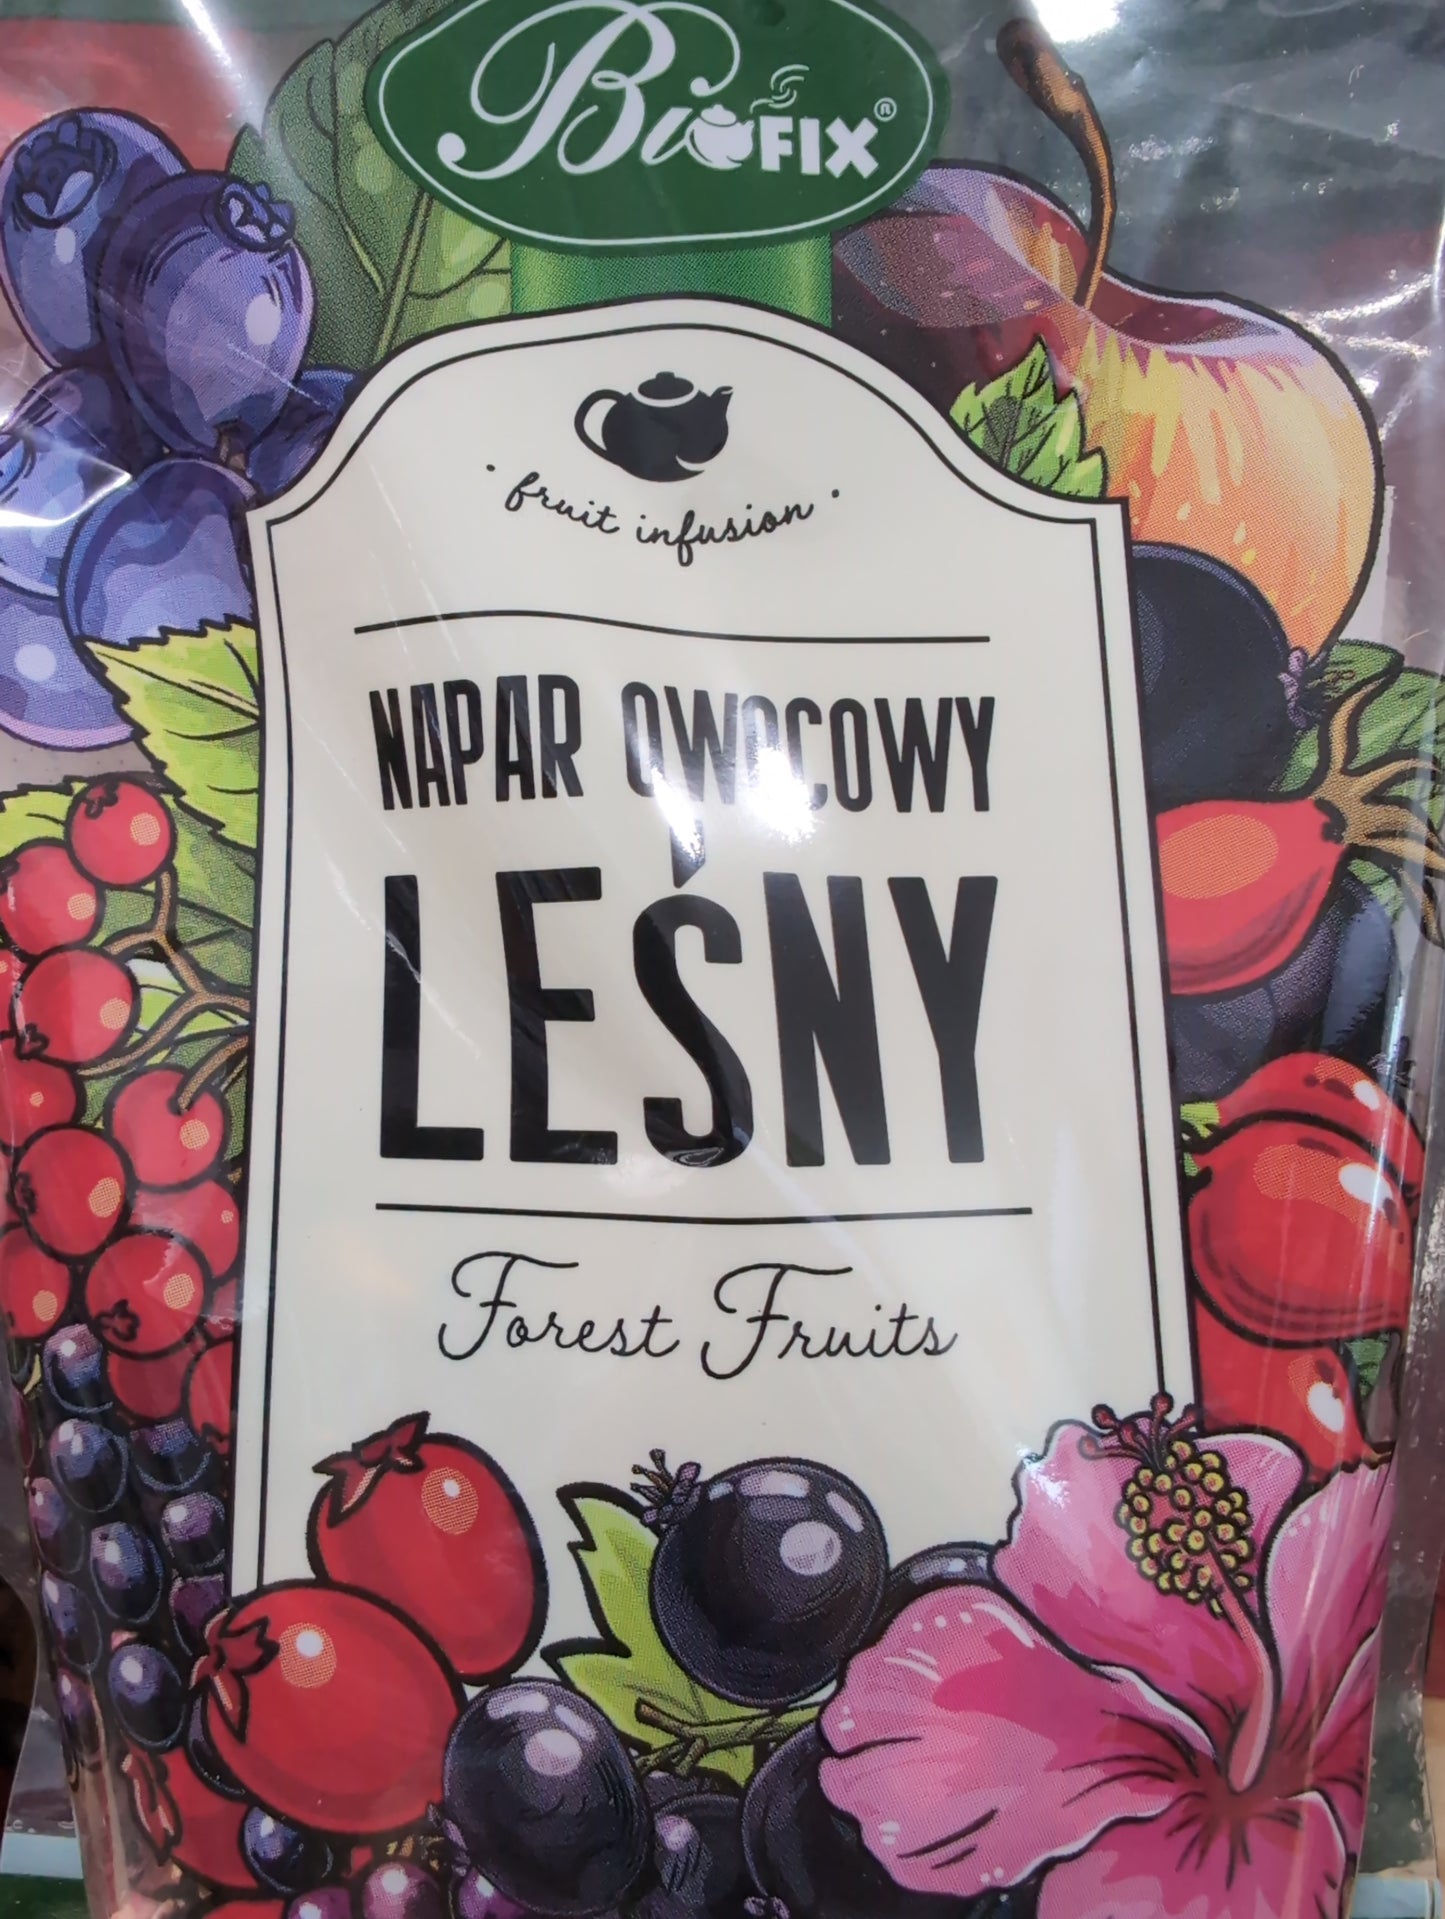 BioFIX®
fruit infusion
NAPAR OWOCOWY
LEŚNY
Forest Fruits